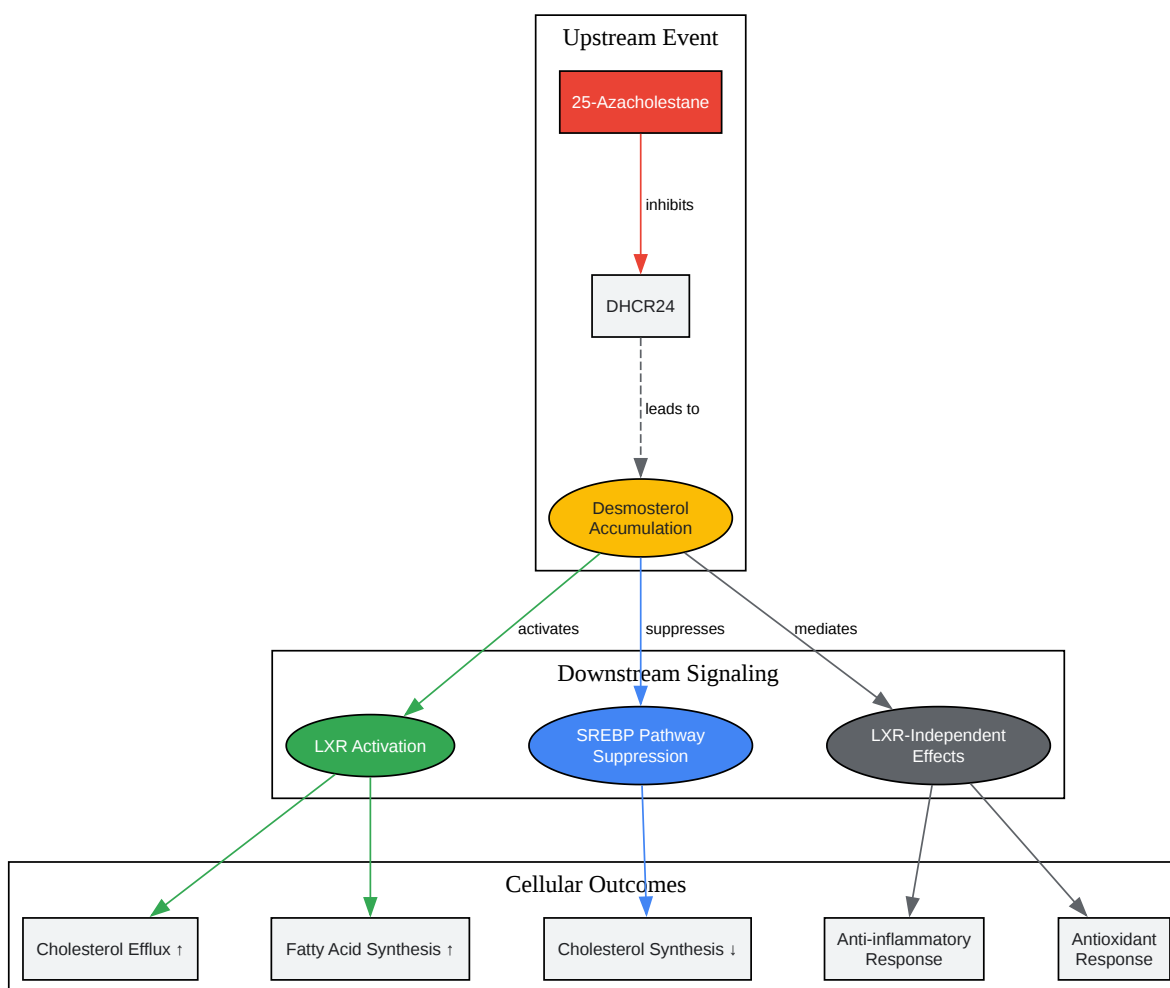 Upstream Event
25-Azacholestane
inhibits
DHCR24
leads to
Desmosterol
Accumulation
activates
suppresses
mediates
Downstream Signaling
LXR Activation
SREBP Pathway
Suppression
LXR-Independent
Effects
Cellular Outcomes
Cholesterol Efflux ↑
Fatty Acid Synthesis ↑
Cholesterol Synthesis ↓
Anti-inflammatory
Response
Antioxidant
Response